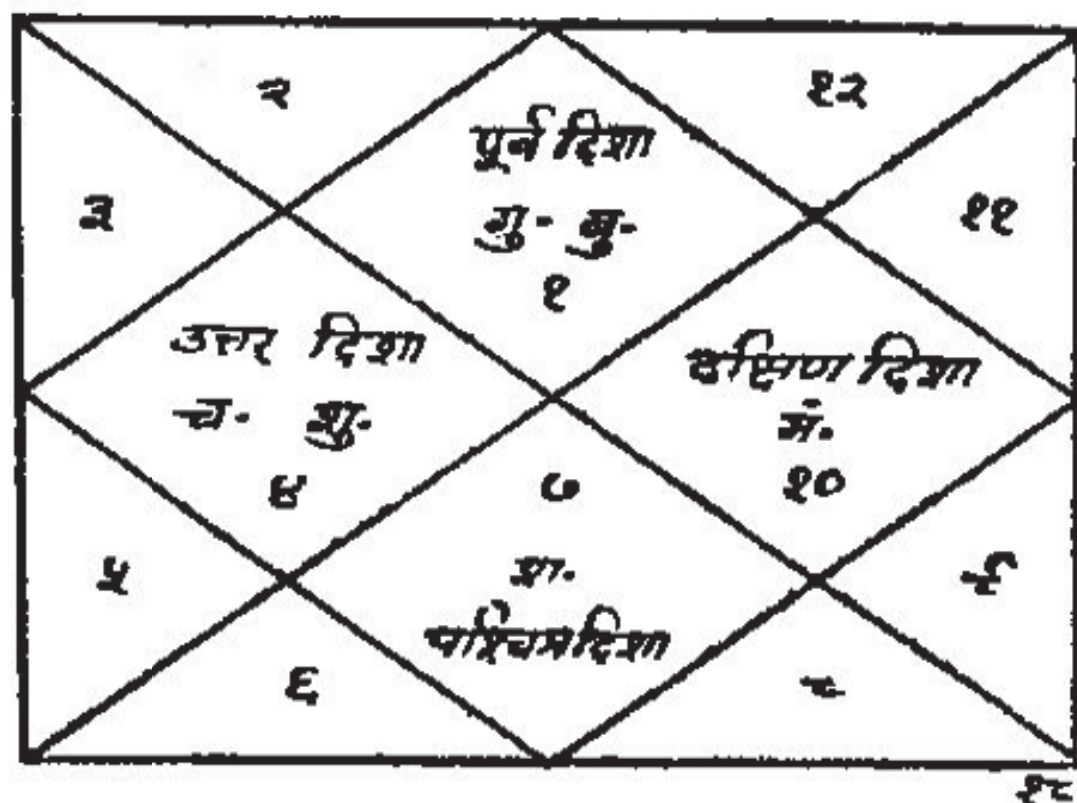 २
१२
पूर्व दिशा
गु. बु.
१
३
११
उत्तर दिशा
च. शु.
४
दक्षिण दिशा
मं.
१०
७
श.
पश्चिम दिशा
५
९
६
८
१८